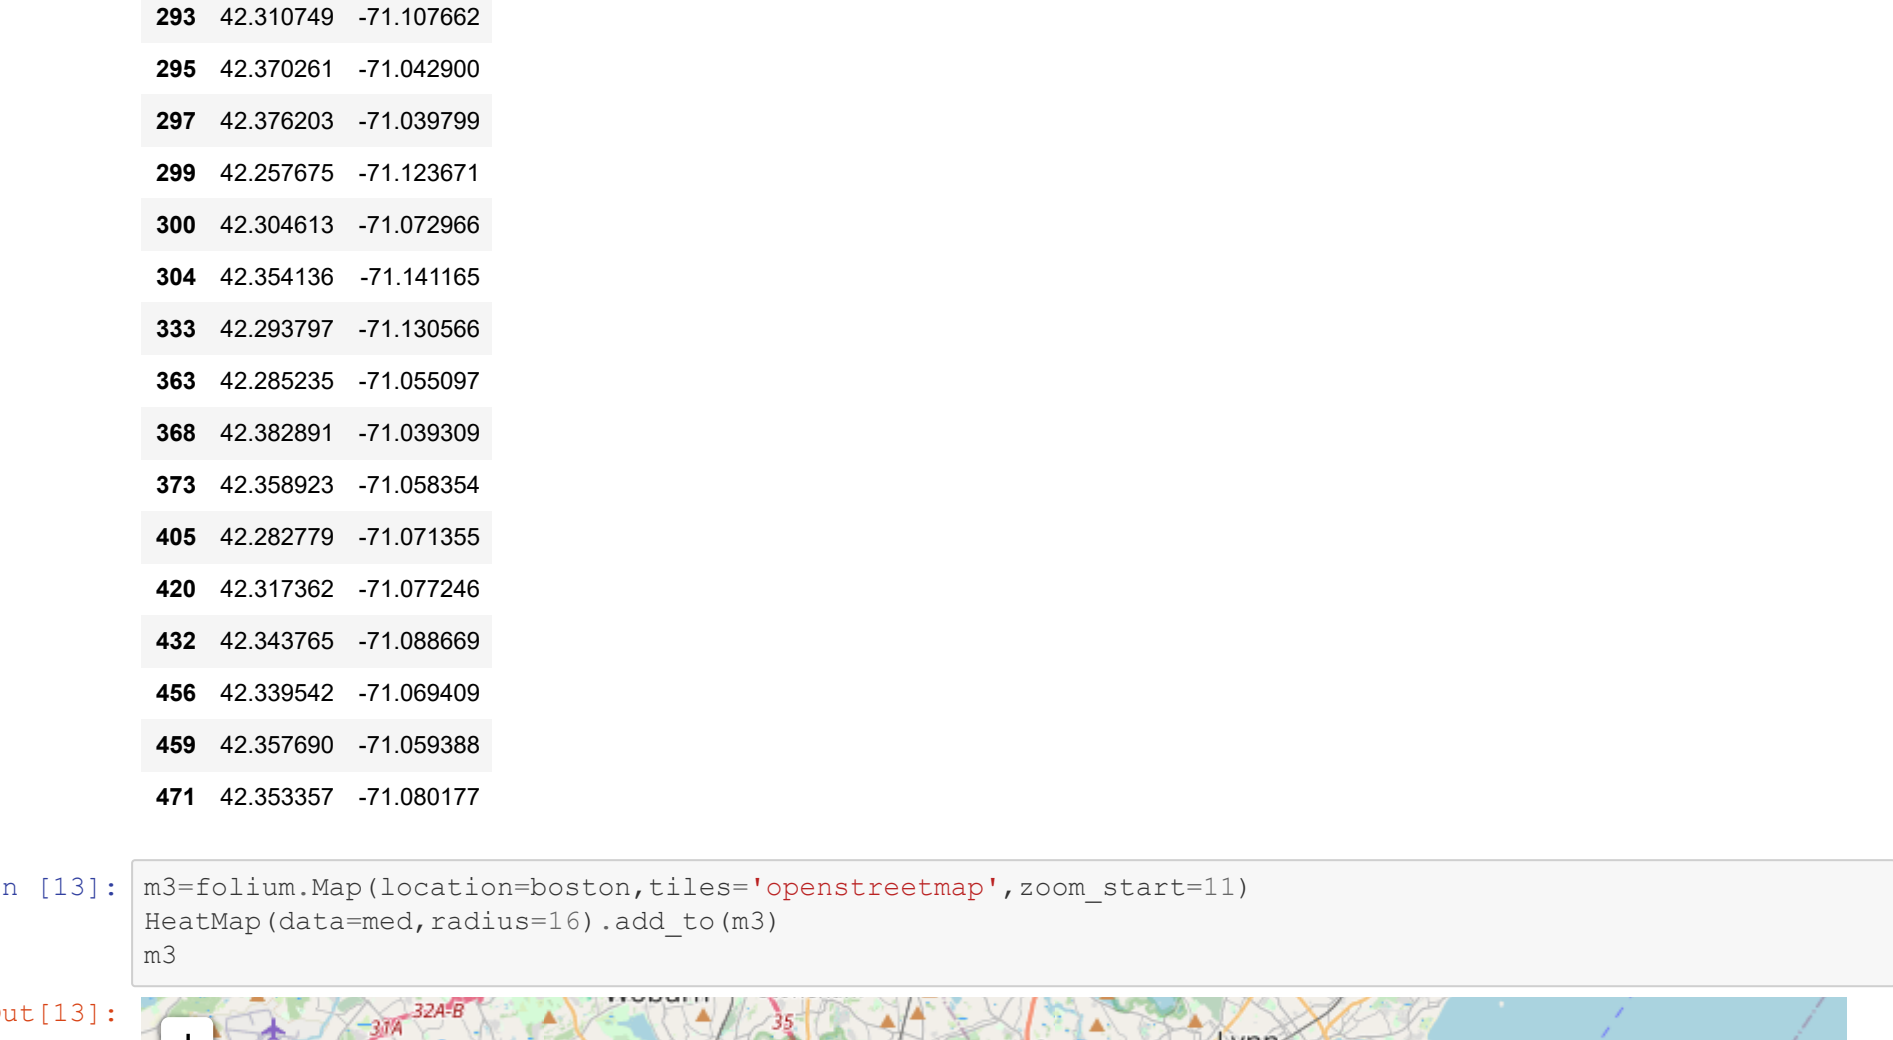 293 42.310749 -71.107662
295 42.370261 -71.042900
297 42.376203 -71.039799
299 42.257675 -71.123671
300 42.304613 -71.072966
304 42.354136 -71.141165
333 42.293797 -71.130566
363 42.285235 -71.055097
368 42.382891 -71.039309
373 42.358923 -71.058354
405 42.282779 -71.071355
420 42.317362 -71.077246
432 42.343765 -71.088669
456 42.339542 -71.069409
459 42.357690 -71.059388
471 42.353357 -71.080177
n [13]: m3=folium.Map(location=boston,tiles='openstreetmap',zoom_start=11)
HeatMap(data=med,radius=16).add_to(m3)
m3
ut[13]:
Woburn
32A-B
31A
35
Lynn
+